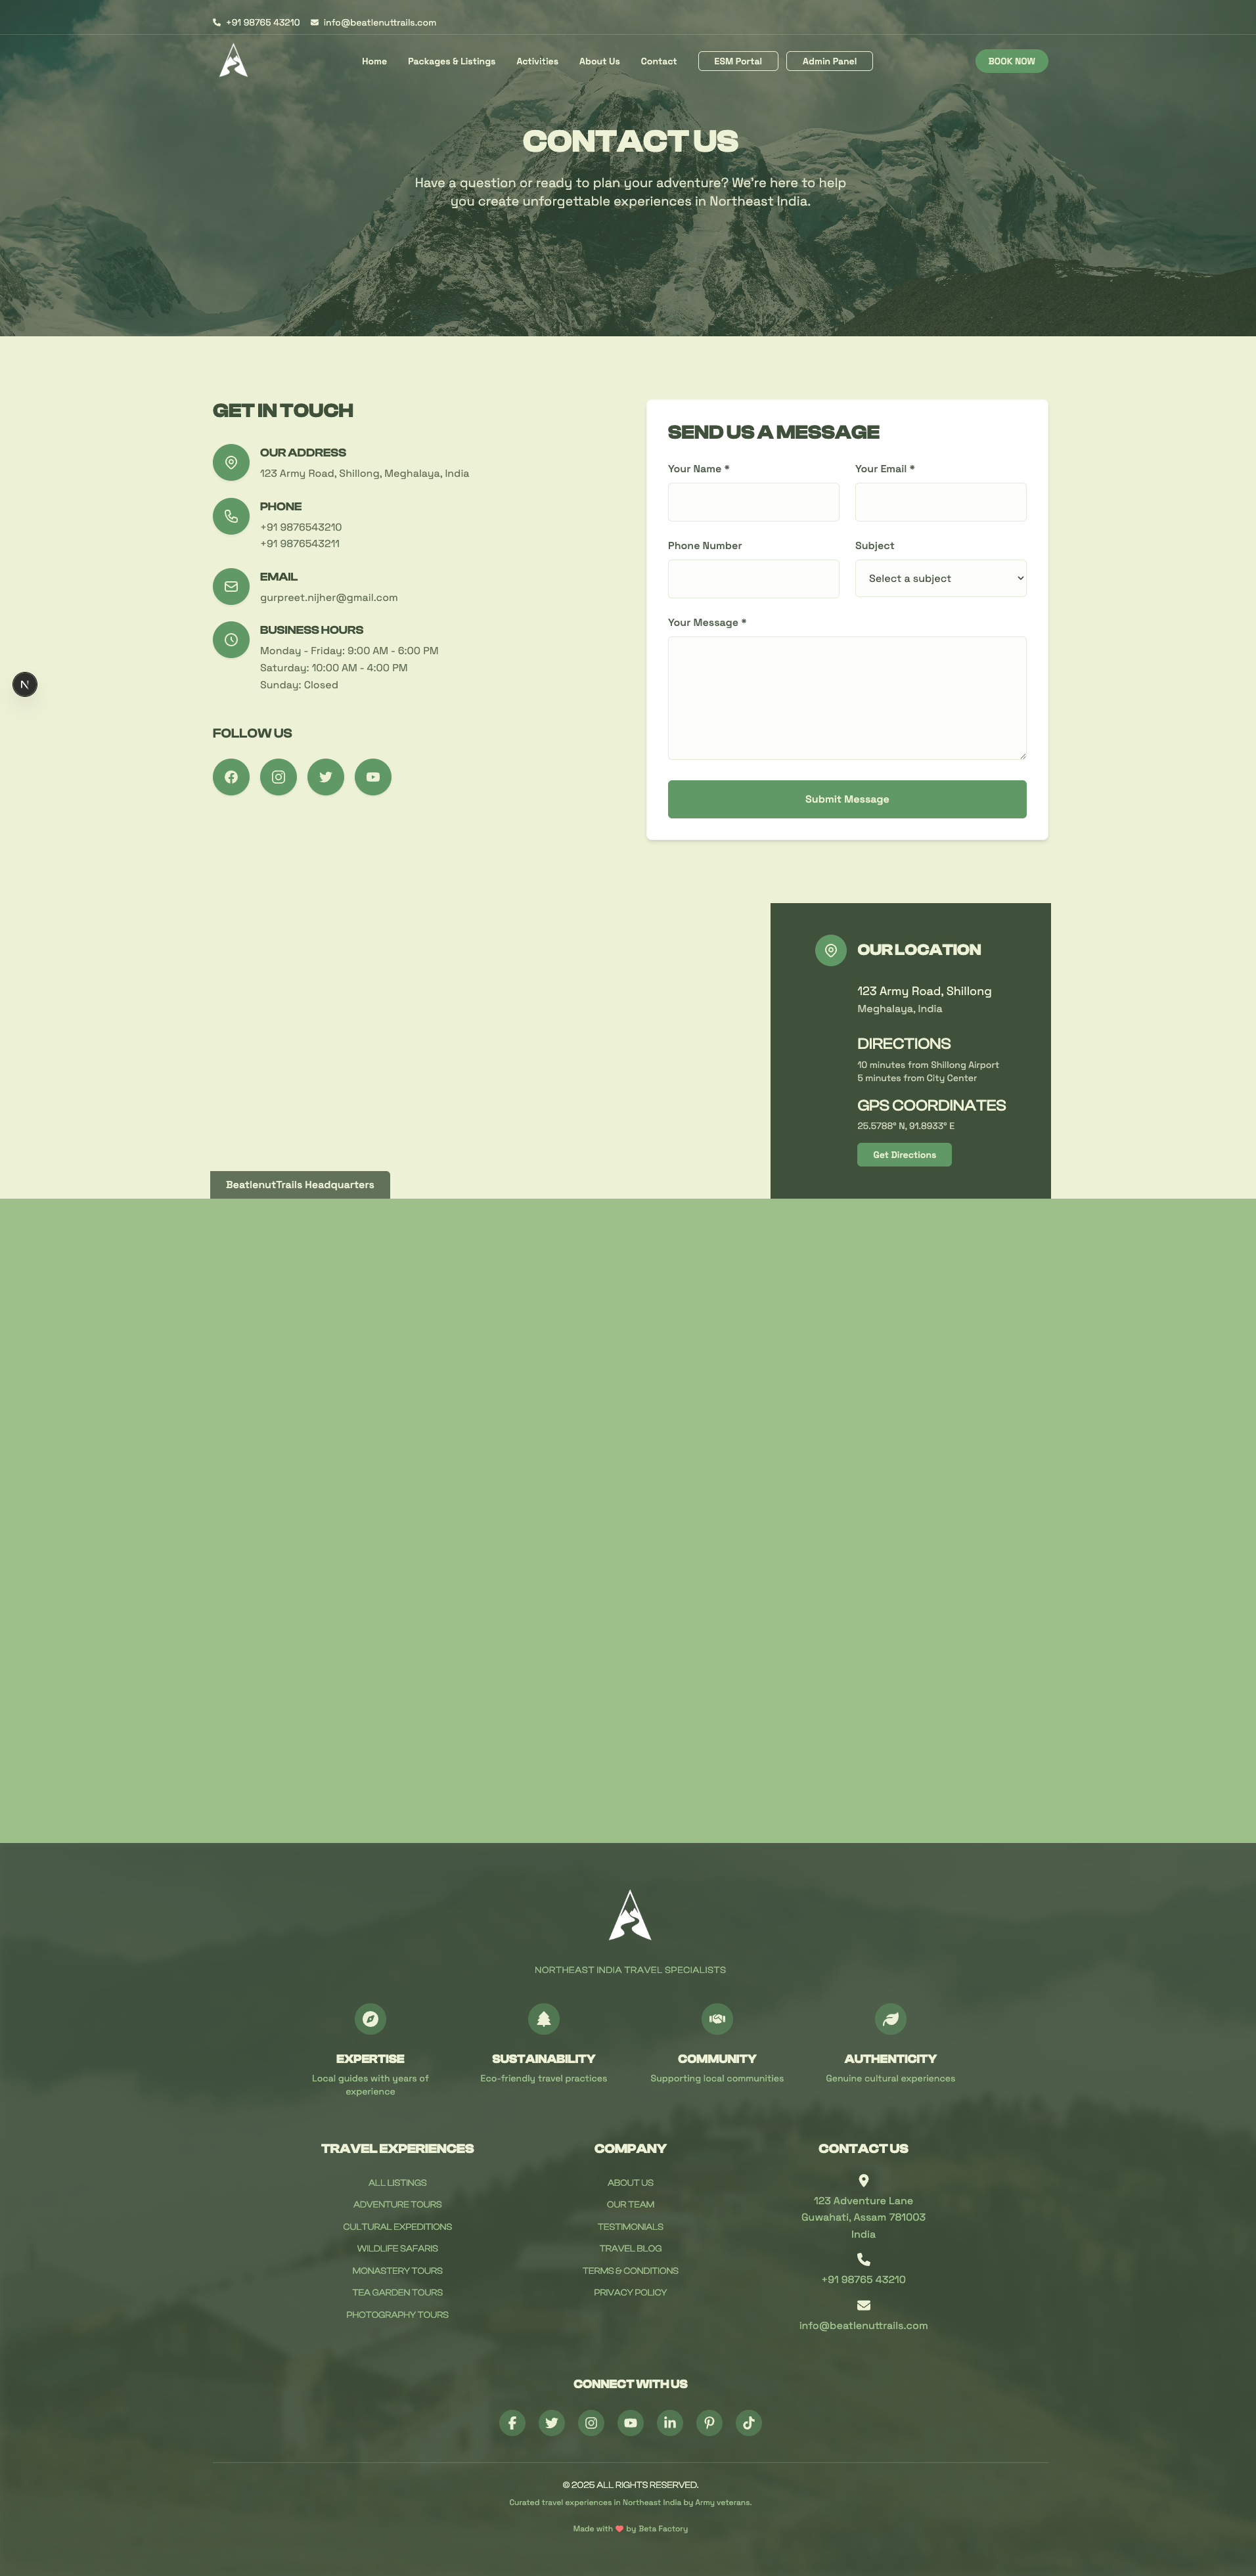 +91 98765 43210 info@beatlenuttrails.com
Home Packages & Listings Activities About Us Contact ESM Portal Admin Panel BOOK NOW
CONTACT US
Have a question or ready to plan your adventure? We're here to help
you create unforgettable experiences in Northeast India.
GET IN TOUCH
OUR ADDRESS
123 Army Road, Shillong, Meghalaya, India
PHONE
+91 9876543210
+91 9876543211
EMAIL
gurpreet.nijher@gmail.com
BUSINESS HOURS
Monday - Friday: 9:00 AM - 6:00 PM
Saturday: 10:00 AM - 4:00 PM
Sunday: Closed
FOLLOW US
N
SEND US A MESSAGE
Your Name * Your Email *
Phone Number Subject
Select a subject
Your Message *
Submit Message
OUR LOCATION
123 Army Road, Shillong
Meghalaya, India
DIRECTIONS
10 minutes from Shillong Airport
5 minutes from City Center
GPS COORDINATES
25.5788° N, 91.8933° E
Get Directions
BeatlenutTrails Headquarters
NORTHEAST INDIA TRAVEL SPECIALISTS
EXPERTISE
Local guides with years of
experience
SUSTAINABILITY
Eco-friendly travel practices
COMMUNITY
Supporting local communities
AUTHENTICITY
Genuine cultural experiences
TRAVEL EXPERIENCES
ALL LISTINGS
ADVENTURE TOURS
CULTURAL EXPEDITIONS
WILDLIFE SAFARIS
MONASTERY TOURS
TEA GARDEN TOURS
PHOTOGRAPHY TOURS
COMPANY
ABOUT US
OUR TEAM
TESTIMONIALS
TRAVEL BLOG
TERMS & CONDITIONS
PRIVACY POLICY
CONTACT US
123 Adventure Lane
Guwahati, Assam 781003
India
+91 98765 43210
info@beatlenuttrails.com
CONNECT WITH US
© 2025 ALL RIGHTS RESERVED.
Curated travel experiences in Northeast India by Army veterans.
Made with ❤ by Beta Factory